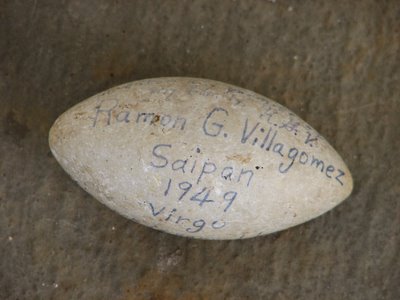 R.A.V.
Ramon G. Villagomez
Saipan
1949
Virgo